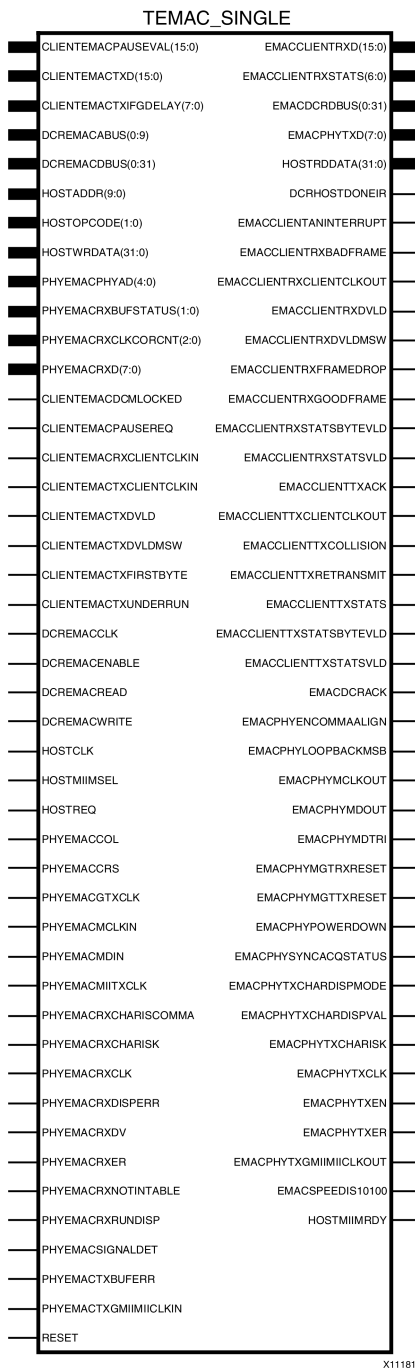 TEMAC_SINGLE
CLIENTEMACPAUSEVAL(15:0) EMACCLIENTRXD(15:0)
CLIENTEMACTXD(15:0) EMACCLIENTRXSTATS(6:0)
CLIENTEMACTXIFGDELAY(7:0) EMACDCRDBUS(0:31)
DCREMACABUS(0:9) EMACPHYTXD(7:0)
DCREMACDBUS(0:31) HOSTRDDATA(31:0)
HOSTADDR(9:0) DCRHOSTDONEIR
HOSTOPCODE(1:0) EMACCLIENTANINTERRUPT
HOSTWRDATA(31:0) EMACCLIENTRXBADFRAME
PHYEMACPHYAD(4:0) EMACCLIENTRXCLIENTCLKOUT
PHYEMACRXBUFSTATUS(1:0) EMACCLIENTRXDVLD
PHYEMACRXCLKCORCNT(2:0) EMACCLIENTRXDVLDMSW
PHYEMACRXD(7:0) EMACCLIENTRXFRAMEDROP
CLIENTEMACDCMLOCKED EMACCLIENTRXGOODFRAME
CLIENTEMACPAUSEREQ EMACCLIENTRXSTATSBYTEVLD
CLIENTEMACRXCLIENTCLKIN EMACCLIENTRXSTATSVLD
CLIENTEMACTXCLIENTCLKIN EMACCLIENTTXACK
CLIENTEMACTXDVLD EMACCLIENTTXCLIENTCLKOUT
CLIENTEMACTXDVLDMSW EMACCLIENTTXCOLLISION
CLIENTEMACTXFIRSTBYTE EMACCLIENTTXRETRANSMIT
CLIENTEMACTXUNDERRUN EMACCLIENTTXSTATS
DCREMACCLK EMACCLIENTTXSTATSBYTEVLD
DCREMACENABLE EMACCLIENTTXSTATSVLD
DCREMACREAD EMACDCRACK
DCREMACWRITE EMACPHYENCOMMAALIGN
HOSTCLK EMACPHYLOOPBACKMSB
HOSTMIIMSEL EMACPHYMCLKOUT
HOSTREQ EMACPHYMDOUT
PHYEMACCOL EMACPHYMDTRI
PHYEMACCRS EMACPHYMGTRXRESET
PHYEMACGTXCLK EMACPHYMGTTXRESET
PHYEMACMCLKIN EMACPHYPOWERDOWN
PHYEMACMDIN EMACPHYSYNCACQSTATUS
PHYEMACMIITXCLK EMACPHYTXCHARDISPMODE
PHYEMACRXCHARISCOMMA EMACPHYTXCHARDISPVAL
PHYEMACRXCHARISK EMACPHYTXCHARISK
PHYEMACRXCLK EMACPHYTXCLK
PHYEMACRXDISPERR EMACPHYTXEN
PHYEMACRXDV EMACPHYTXER
PHYEMACRXER EMACPHYTXGMIIMIICLKOUT
PHYEMACRXNOTINTABLE EMACSPEEDIS10100
PHYEMACRXRUNDISP HOSTMIIMRDY
PHYEMACSIGNALDET
PHYEMACTXBUFERR
PHYEMACTXGMIIMIICLKIN
RESET
X11181